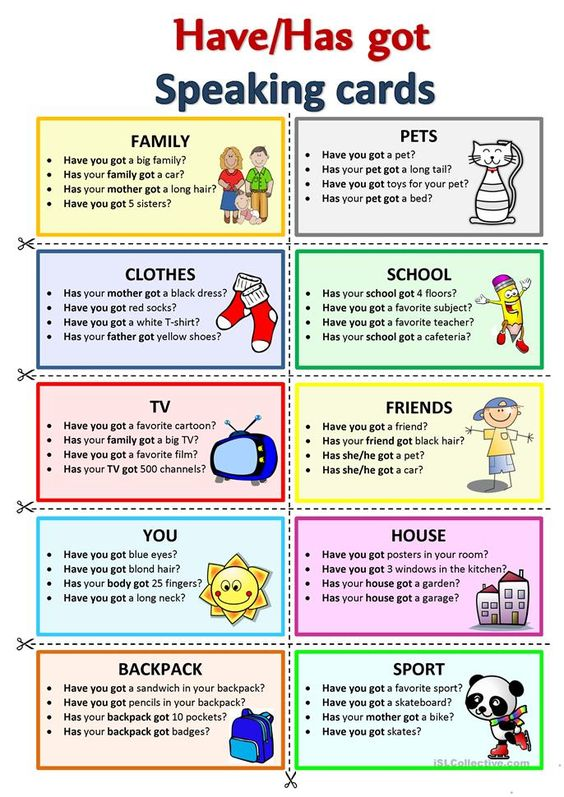 Have/Has got
Speaking cards
FAMILY
• Have you got a big family?
• Has your family got a car?
• Has your mother got a long hair?
• Have you got 5 sisters?
PETS
• Have you got a pet?
• Has your pet got a long tail?
• Have you got toys for your pet?
• Has your pet got a bed?
CLOTHES
• Has your mother got a black dress?
• Have you got red socks?
• Have you got a white T-shirt?
• Has your father got yellow shoes?
SCHOOL
• Has your school got 4 floors?
• Have you got a favorite subject?
• Have you got a favorite teacher?
• Has your school got a cafeteria?
TV
• Have you got a favorite cartoon?
• Has your family got a big TV?
• Have you got a favorite film?
• Has your TV got 500 channels?
FRIENDS
• Have you got a friend?
• Has your friend got black hair?
• Has she/he got a pet?
• Has she/he got a car?
YOU
• Have you got blue eyes?
• Have you got blond hair?
• Has your body got 25 fingers?
• Have you got a long neck?
HOUSE
• Have you got posters in your room?
• Have you got 3 windows in the kitchen?
• Has your house got a garden?
• Has your house got a garage?
BACKPACK
• Have you got a sandwich in your backpack?
• Have you got pencils in your backpack?
• Has your backpack got 10 pockets?
• Has your backpack got badges?
SPORT
• Have you got a favorite sport?
• Have you got a skateboard?
• Has your mother got a bike?
• Have you got skates?
iSLCollective.com